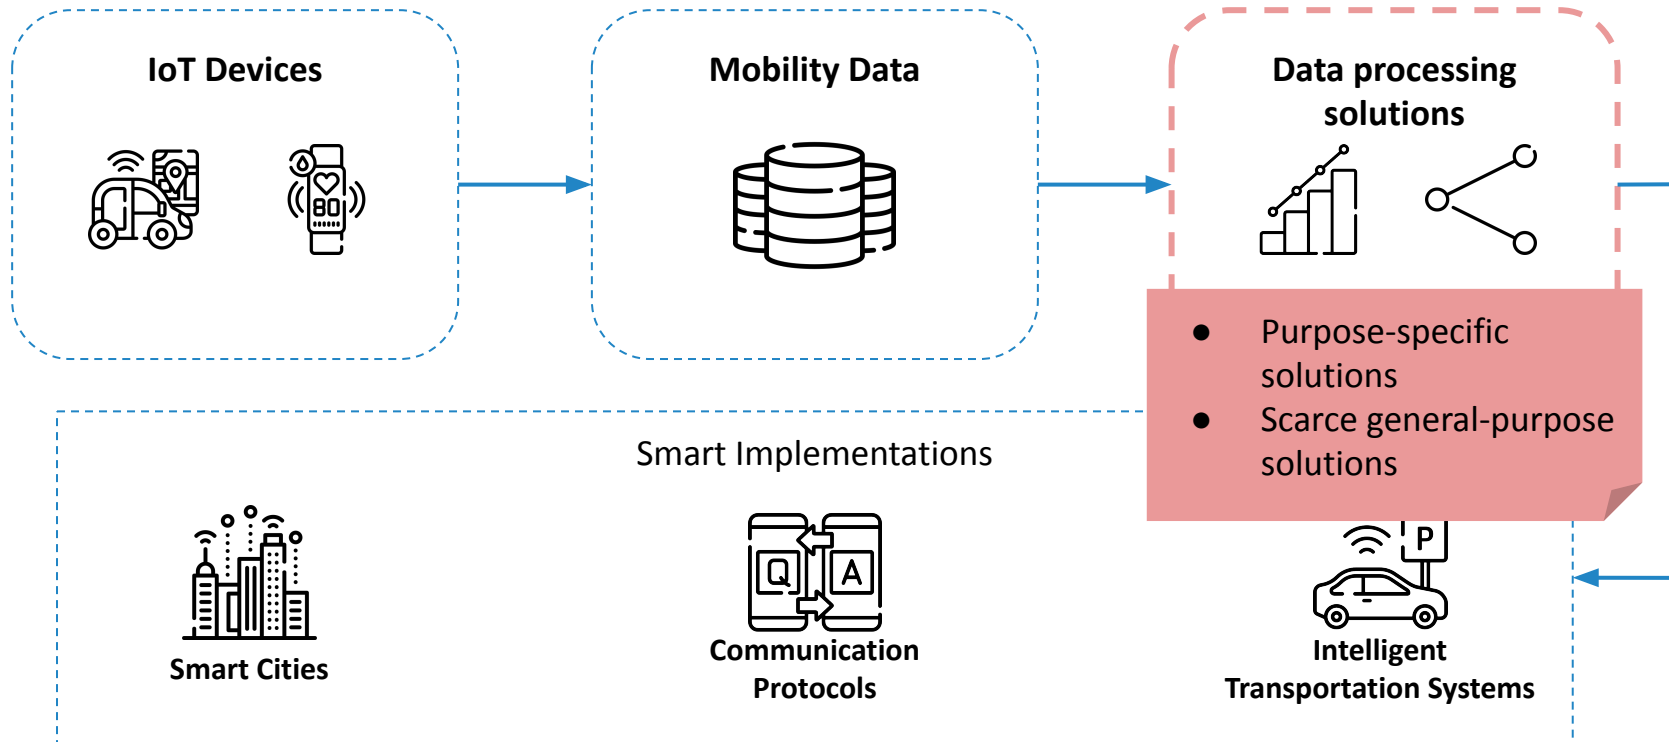 IoT Devices
Mobility Data
Data processing
solutions
80
● Purpose-specific
solutions
● Scarce general-purpose
solutions
Smart Implementations
Q
A
P
Smart Cities
Communication
Protocols
Intelligent
Transportation Systems